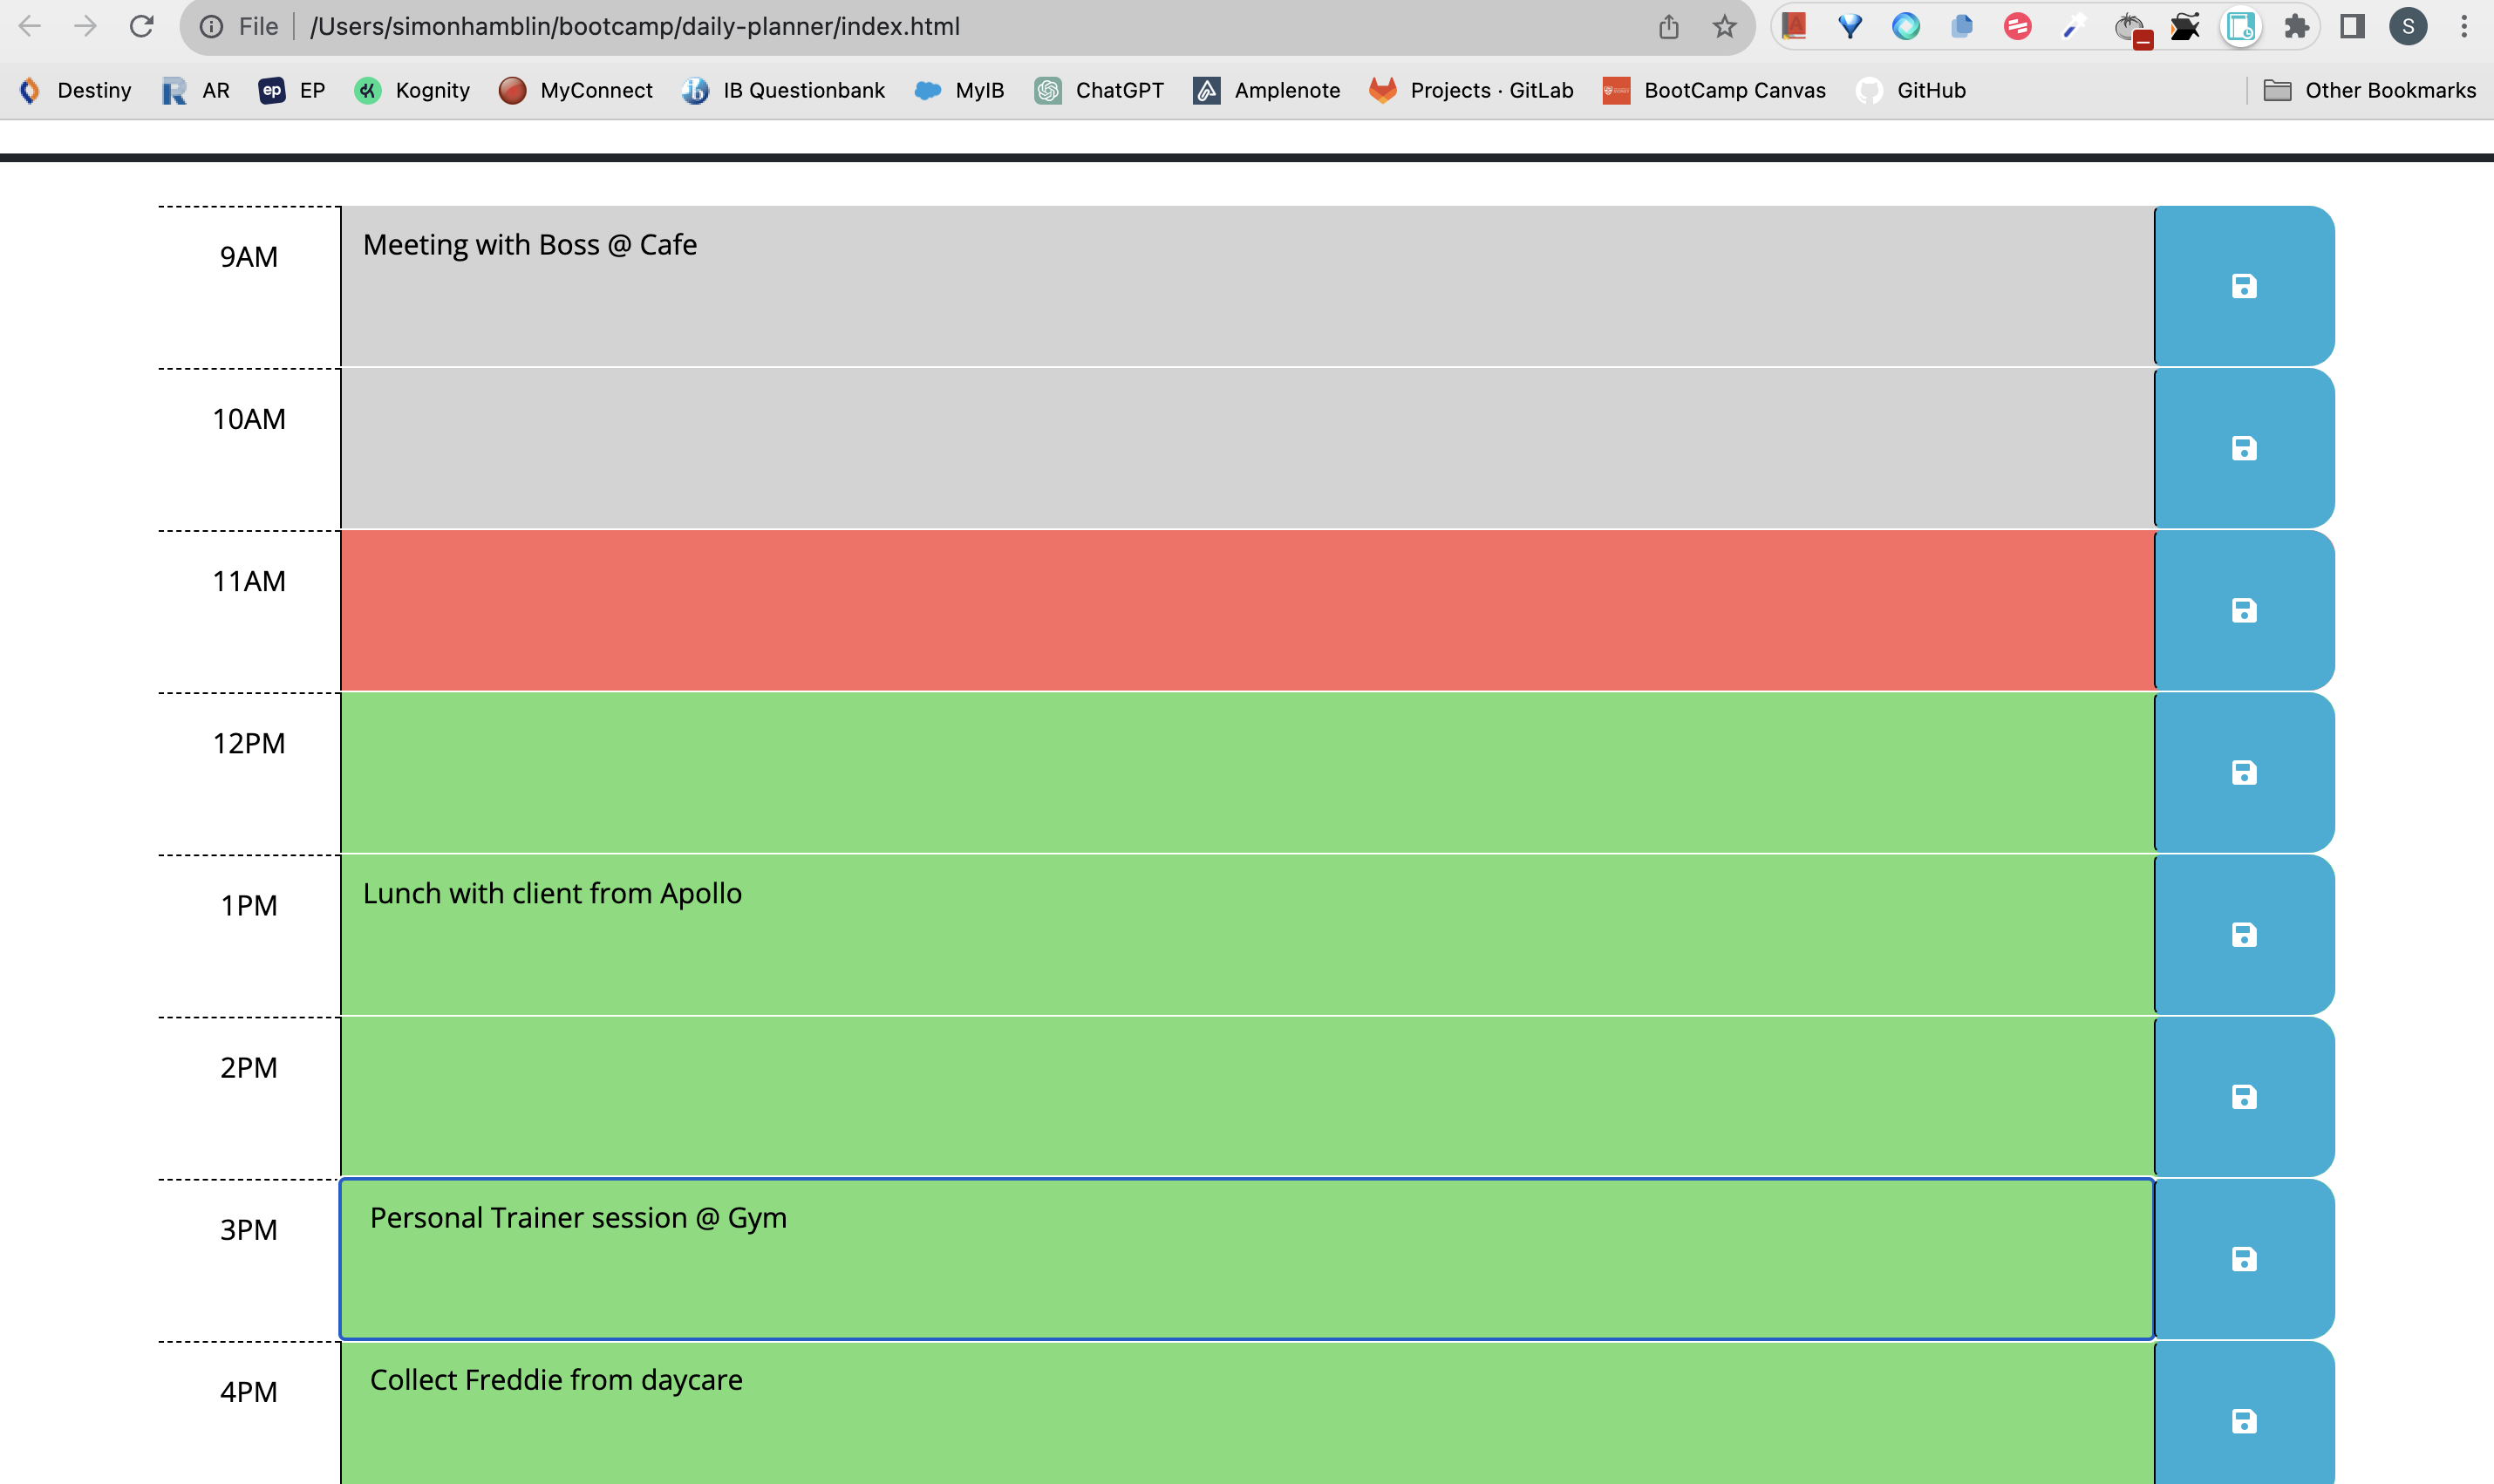 File /Users/simonhamblin/bootcamp/daily-planner/index.html S
Destiny AR ep EP Kognity MyConnect IB Questionbank MyIB ChatGPT Amplenote Projects · GitLab BootCamp Canvas GitHub Other Bookmarks
9AM Meeting with Boss @ Cafe
10AM
11AM
12PM
1PM Lunch with client from Apollo
2PM
3PM Personal Trainer session @ Gym
4PM Collect Freddie from daycare